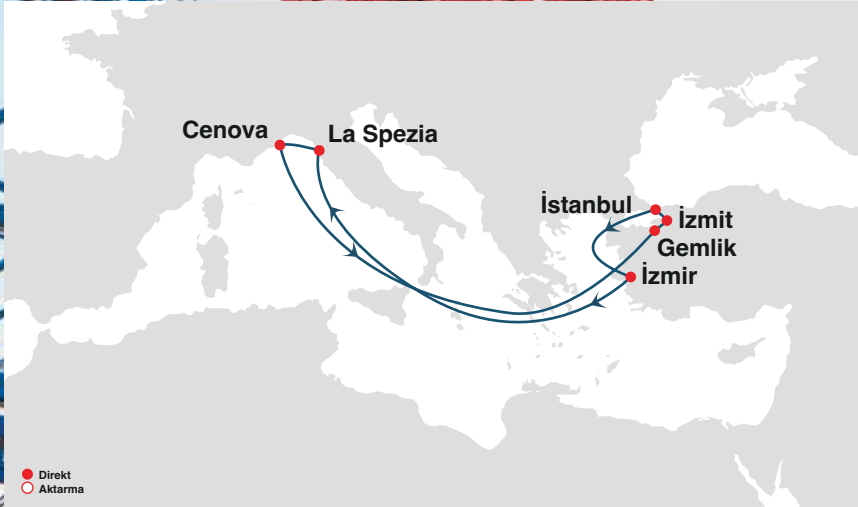 Cenova
La Spezia
İstanbul
İzmit
Gemlik
İzmir
Direkt
Aktarma